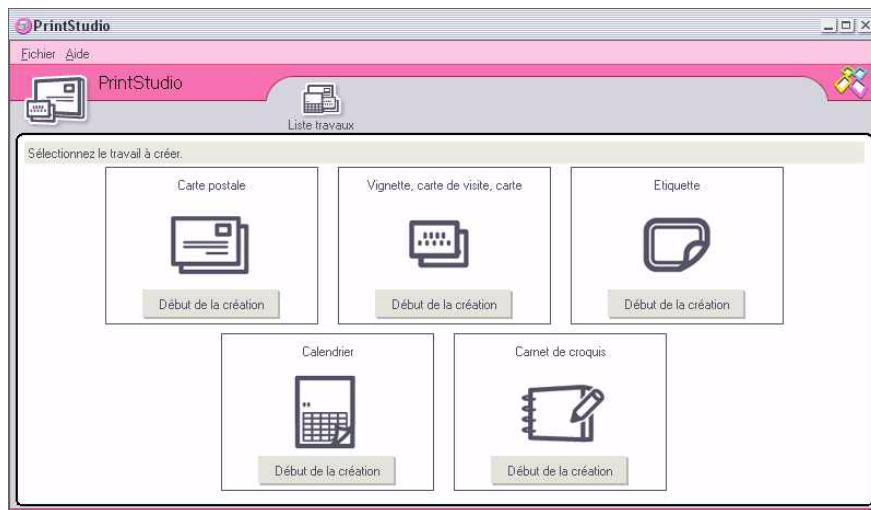 PrintStudio
Fichier Aide
PrintStudio
Liste travaux
Sélectionnez le travail à créer.
Carte postale
Vignette, carte de visite, carte
Etiquette
Début de la création
Début de la création
Début de la création
Calendrier
Carnet de croquis
Début de la création
Début de la création